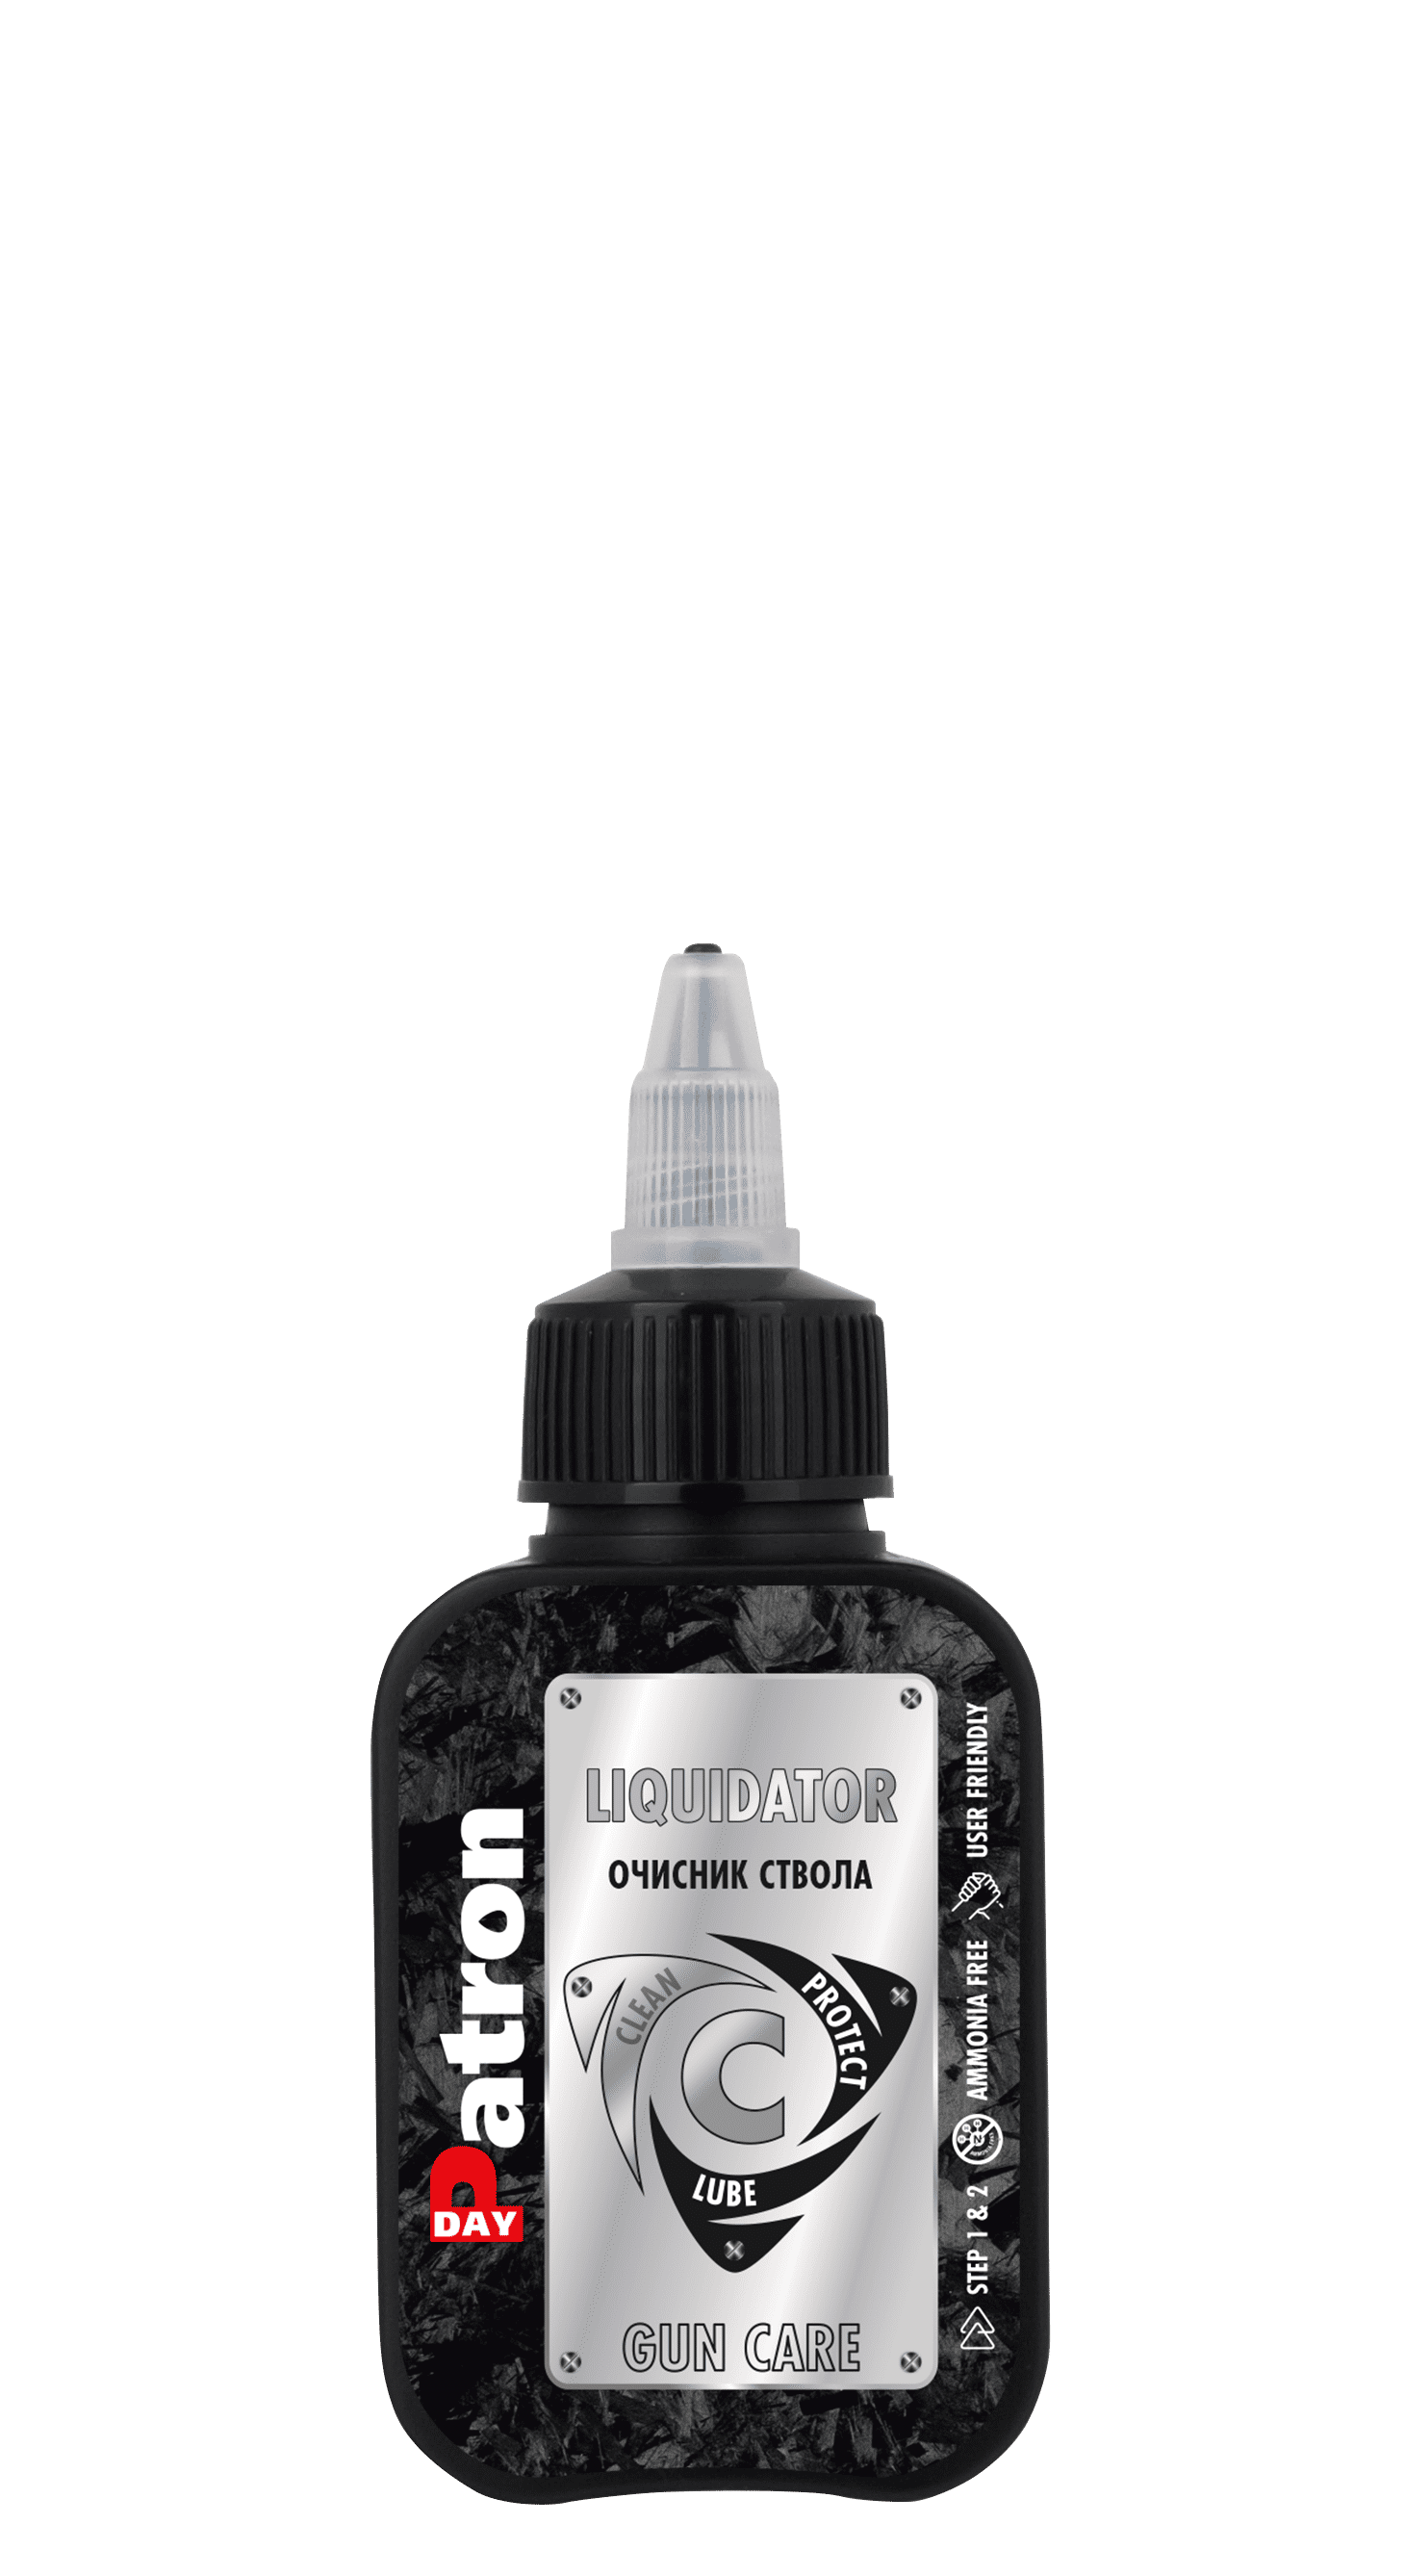 LIQUIDATOR
ОЧИСНИК СТВОЛА
CLEAN
PROTECT
C
LUBE
GUN CARE
Patron
DAY
STEP 1 & 2
AMMONIA FREE
USER FRIENDLY